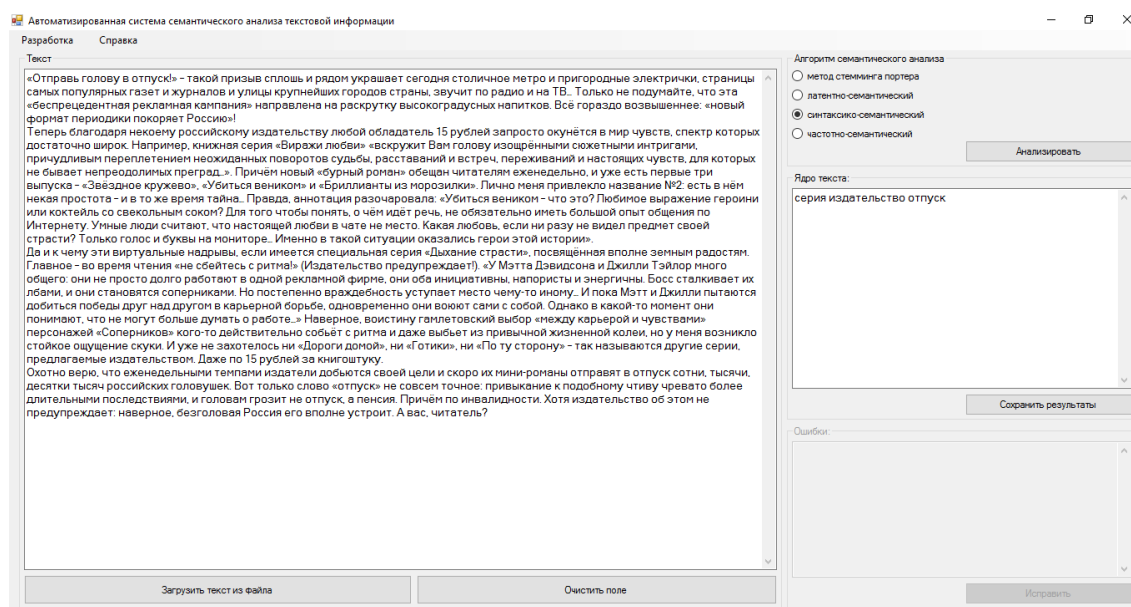 Автоматизированная система семантического анализа текстовой информации
Разработка Справка
Текст
«Отправь голову в отпуск!» – такой призыв сплошь и рядом украшает сегодня столичное метро и пригородные электрички, страницы
самых популярных газет и журналов и улицы крупнейших городов страны, звучит по радио и на ТВ... Только не подумайте, что эта
«беспрецедентная рекламная кампания» направлена на раскрутку высокоградусных напитков. Всё гораздо возвышеннее: «новый
формат периодики покоряет Россию»!
Теперь благодаря некоему российскому издательству любой обладатель 15 рублей запросто окунётся в мир чувств, спектр которых
достаточно широк. Например, книжная серия «Виражи любви» «вскружит Вам голову изощрёнными сюжетными интригами,
причудливым переплетением неожиданных поворотов судьбы, расставаний и встреч, переживаний и настоящих чувств, для которых
не бывает непреодолимых преград...». Причём новый «бурный роман» обещан читателям еженедельно, и уже есть первые три
выпуска – «Звёздное кружево», «Убиться веником» и «Бриллианты из морозилки». Лично меня привлекло название №2: есть в нём
некая простота – и в то же время тайна... Правда, аннотация разочаровала: «Убиться веником – что это? Любимое выражение героини
или коктейль со свекольным соком? Для того чтобы понять, о чём идёт речь, не обязательно иметь большой опыт общения по
Интернету. Умные люди считают, что настоящей любви в чате не место. Какая любовь, если ни разу не видел предмет своей
страсти? Только голос и буквы на мониторе... Именно в такой ситуации оказались герои этой истории».
Да и к чему эти виртуальные надрывы, если имеется специальная серия «Дыхание страсти», посвящённая вполне земным радостям.
Главное – во время чтения «не сбейтесь с ритма!» (Издательство предупреждает!). «У Мэтта Дэвидсона и Джилли Тэйлор много
общего: они не просто долго работают в одной рекламной фирме, они оба инициативны, напористы и энергичны. Босс сталкивает их
лбами, и они становятся соперниками. Но постепенно враждебность уступает место чему-то иному... И пока Мэтт и Джилли пытаются
добиться победы друг над другом в карьерной борьбе, одновременно они воюют сами с собой. Однако в какой-то момент они
понимают, что не могут больше думать о работе...» Наверное, воистину гамлетовский выбор «между карьерой и чувствами»
персонажей «Соперников» кого-то действительно собьёт с ритма и даже выбьет из привычной жизненной колеи, но у меня возникло
стойкое ощущение скуки. И уже не захотелось ни «Дороги домой», ни «Готики», ни «По ту сторону» – так называются другие серии,
предлагаемые издательством. Даже по 15 рублей за книгоштуку.
Охотно верю, что еженедельными темпами издатели добьются своей цели и скоро их мини-романы отправят в отпуск сотни, тысячи,
десятки тысяч российских головушек. Вот только слово «отпуск» не совсем точное: привыкание к подобному чтиву чревато более
длительными последствиями, и головам грозит не отпуск, а пенсия. Причём по инвалидности. Хотя издательство об этом не
предупреждает: наверное, безголовая Россия его вполне устроит. А вас, читатель?
Загрузить текст из файла Очистить поле
Алгоритм семантического анализа
метод стемминга портера
латентно-семантический
синтаксико-семантический
частотно-семантический
Анализировать
Ядро текста:
серия издательство отпуск
Сохранить результаты
Ошибки:
Исправить